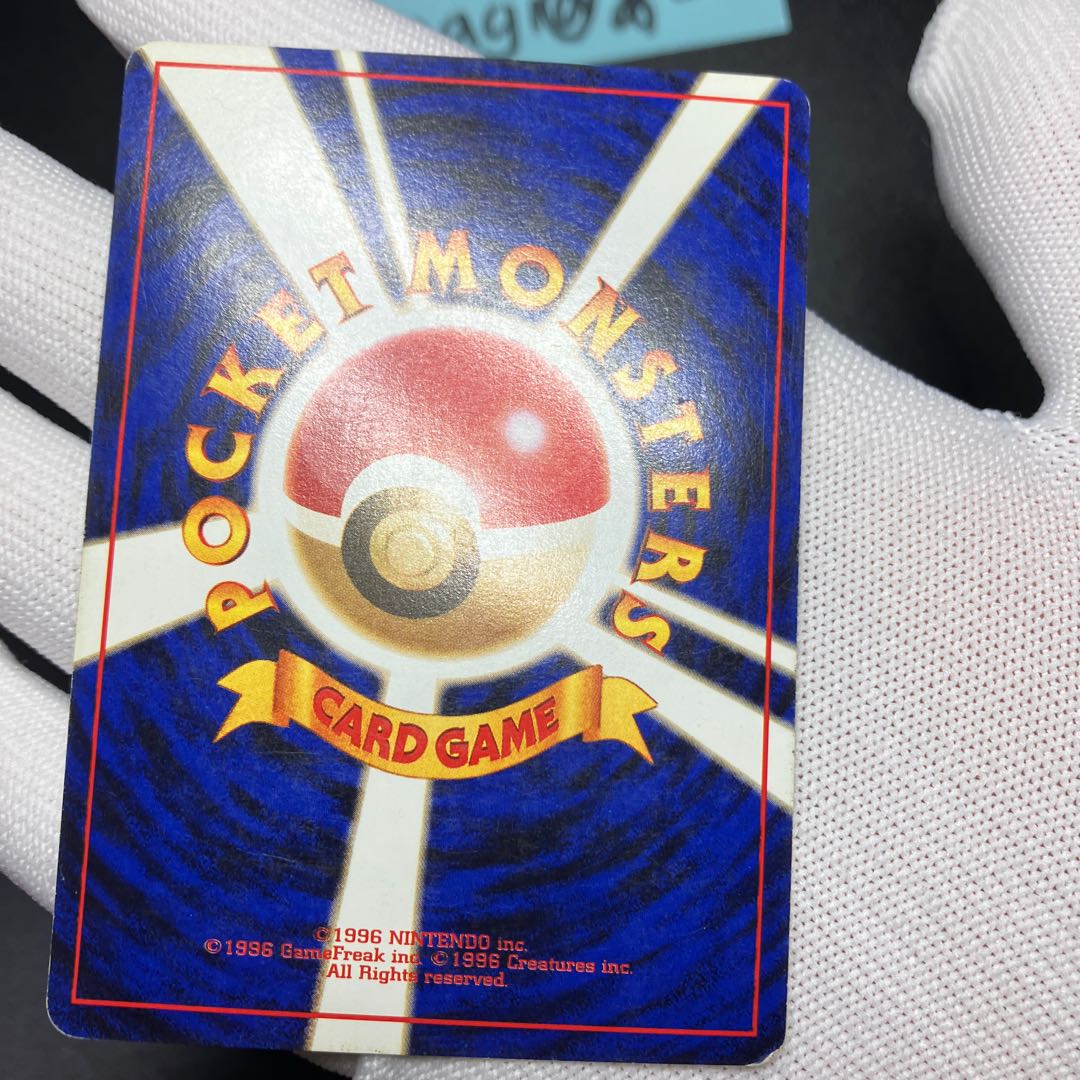 POCKET MONSTERS
CARD GAME
©1996 NINTENDO inc.
©1996 GameFreak inc. ©1996 Creatures inc.
All Rights reserved.